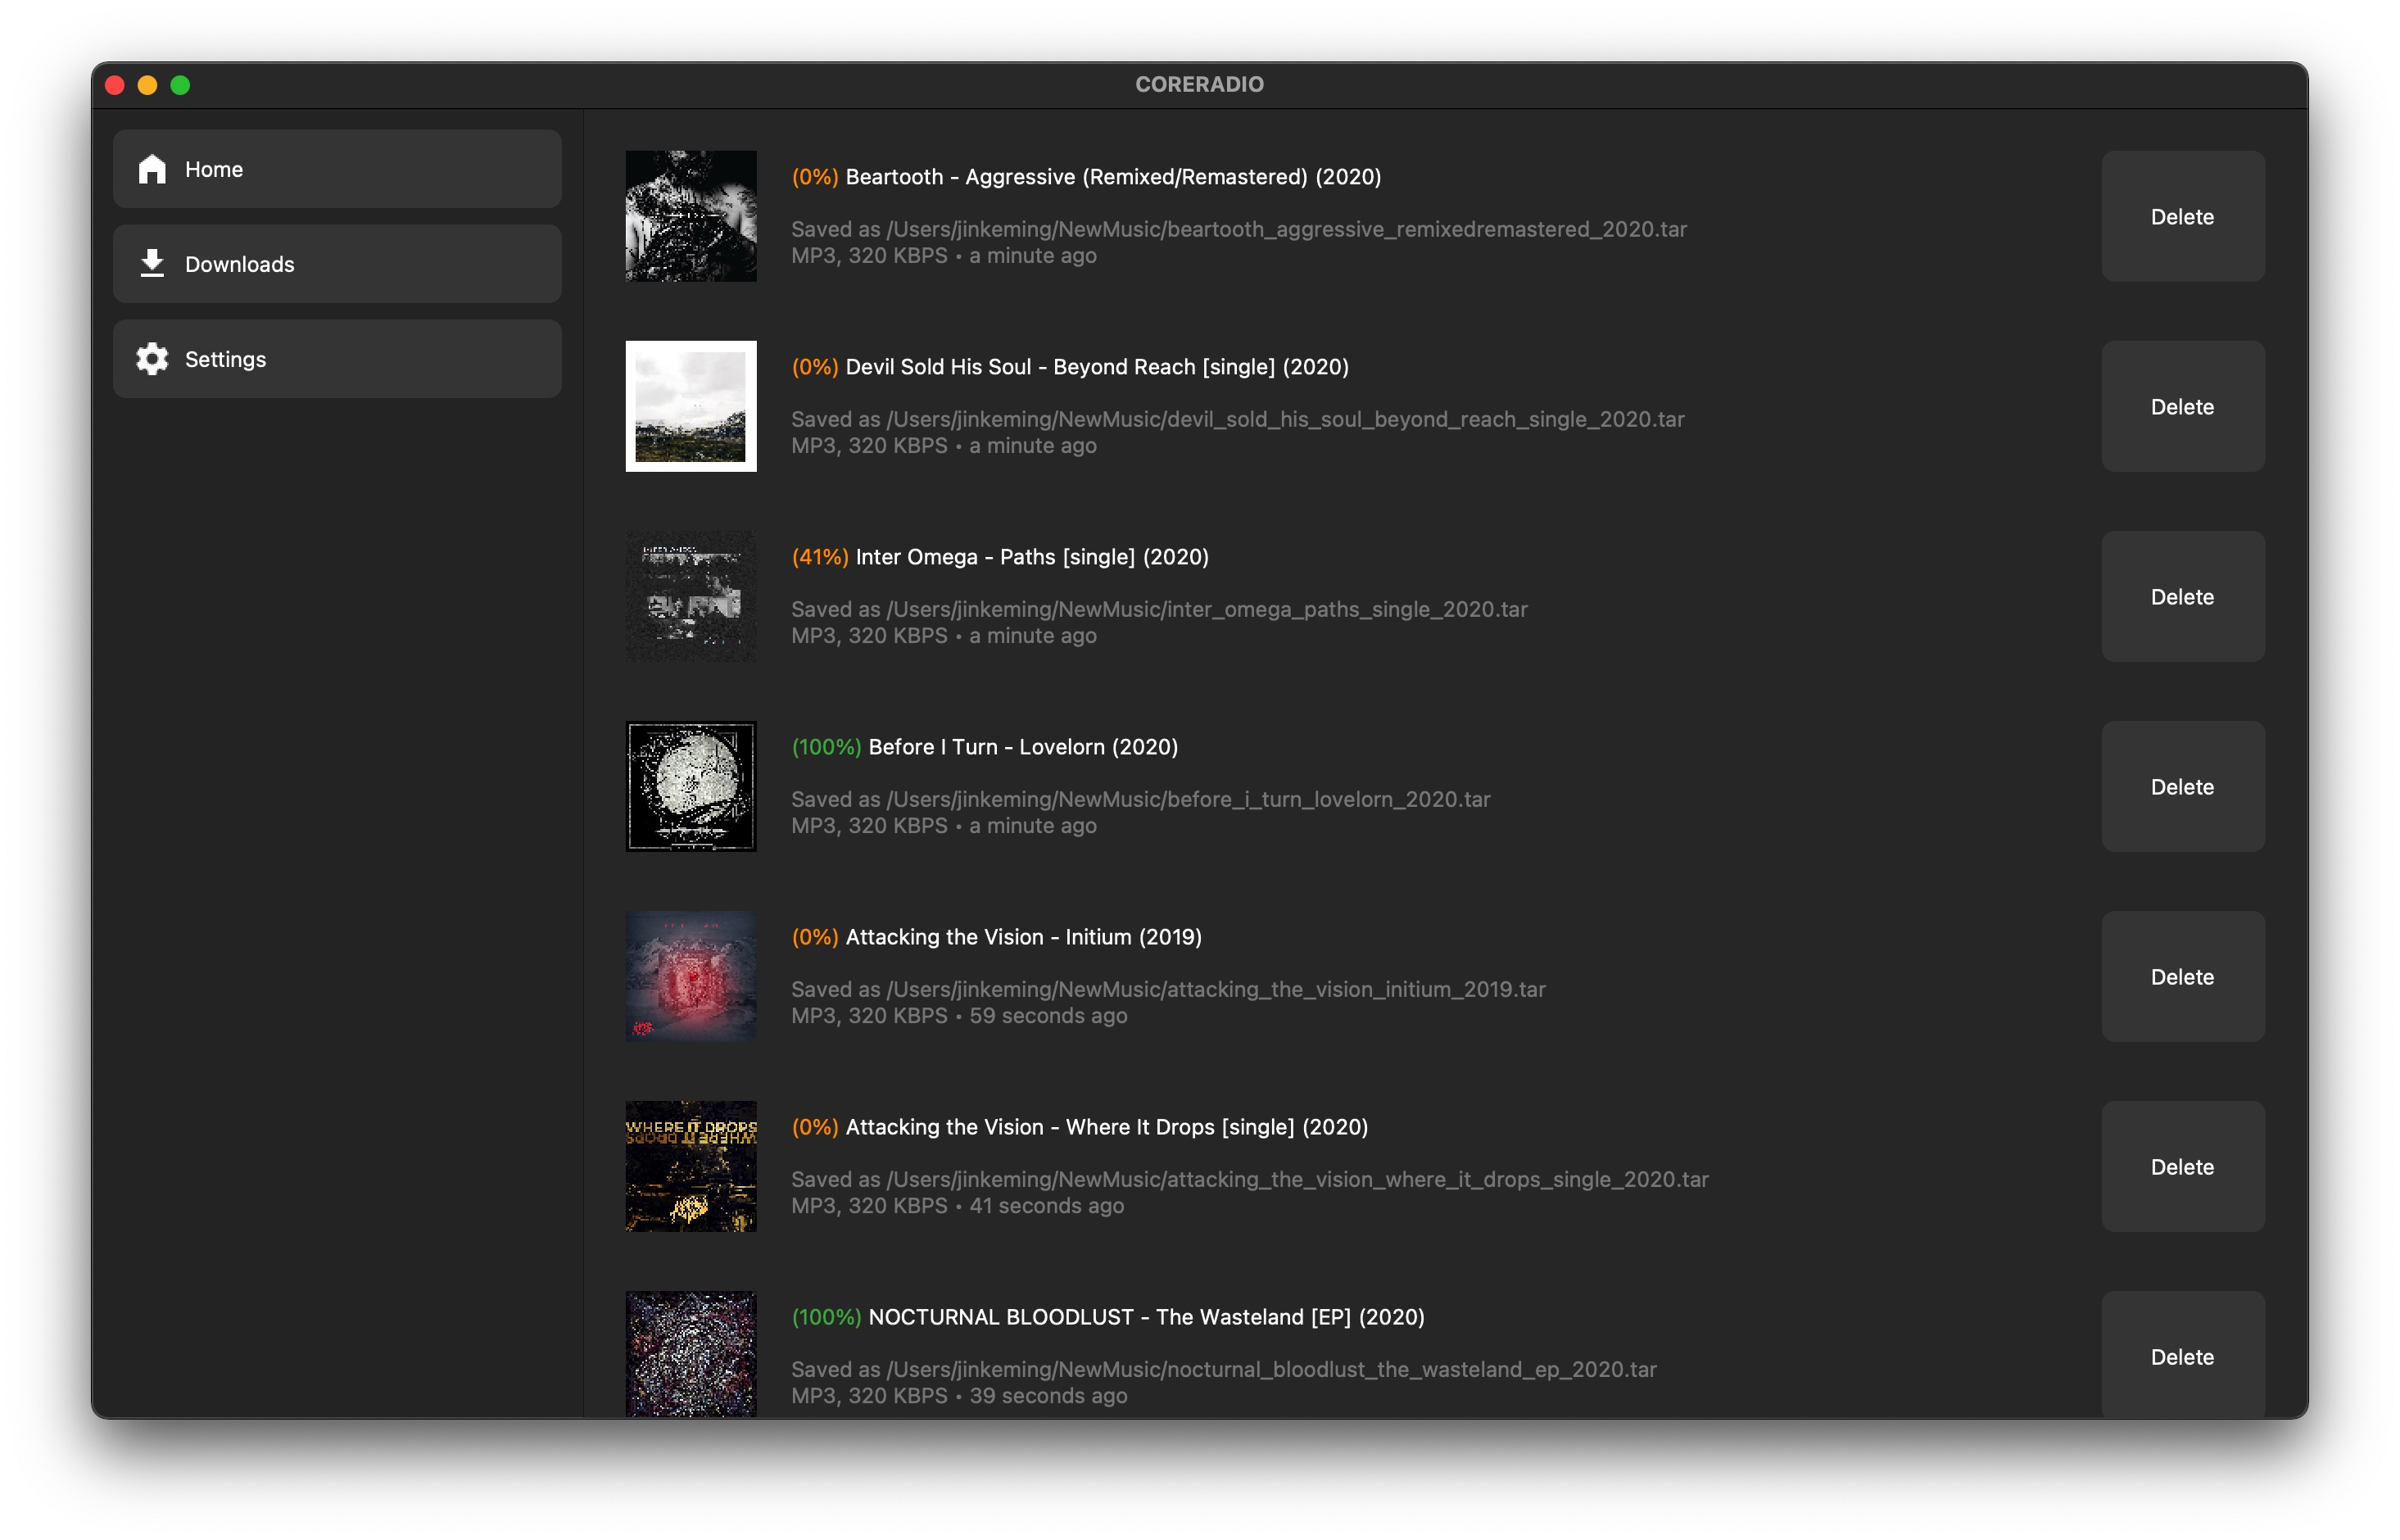 CORERADIO
Home
Downloads
Settings
(0%) Beartooth - Aggressive (Remixed/Remastered) (2020)
Saved as /Users/jinkeming/NewMusic/beartooth_aggressive_remixedremastered_2020.tar
MP3, 320 KBPS • a minute ago
Delete
(0%) Devil Sold His Soul - Beyond Reach [single] (2020)
Saved as /Users/jinkeming/NewMusic/devil_sold_his_soul_beyond_reach_single_2020.tar
MP3, 320 KBPS • a minute ago
Delete
(41%) Inter Omega - Paths [single] (2020)
Saved as /Users/jinkeming/NewMusic/inter_omega_paths_single_2020.tar
MP3, 320 KBPS • a minute ago
Delete
(100%) Before I Turn - Lovelorn (2020)
Saved as /Users/jinkeming/NewMusic/before_i_turn_lovelorn_2020.tar
MP3, 320 KBPS • a minute ago
Delete
(0%) Attacking the Vision - Initium (2019)
Saved as /Users/jinkeming/NewMusic/attacking_the_vision_initium_2019.tar
MP3, 320 KBPS • 59 seconds ago
Delete
WHERE IT DROPS
WHERE IT DROPS
(0%) Attacking the Vision - Where It Drops [single] (2020)
Saved as /Users/jinkeming/NewMusic/attacking_the_vision_where_it_drops_single_2020.tar
MP3, 320 KBPS • 41 seconds ago
Delete
(100%) NOCTURNAL BLOODLUST - The Wasteland [EP] (2020)
Saved as /Users/jinkeming/NewMusic/nocturnal_bloodlust_the_wasteland_ep_2020.tar
MP3, 320 KBPS • 39 seconds ago
Delete